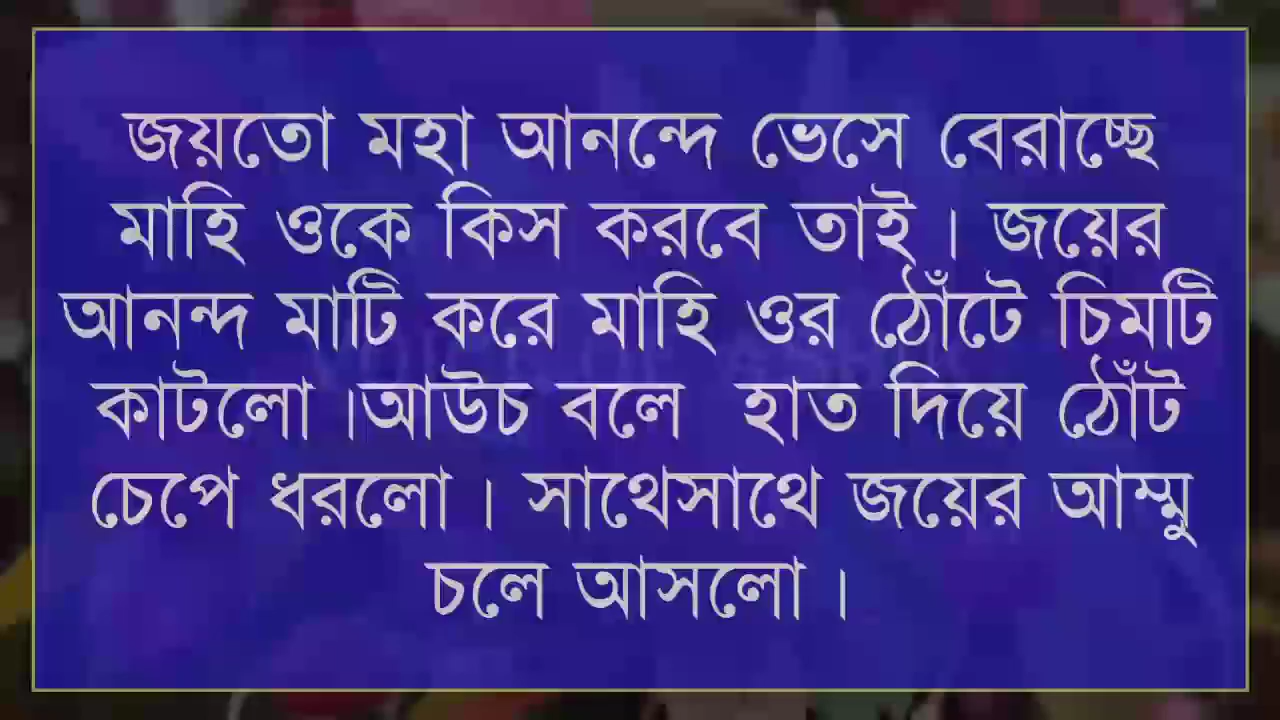 জয়তো মহা আনন্দে ভেসে বেরাচ্ছে
মাহি ওকে কিস করবে তাই । জয়ের
আনন্দ মাটি করে মাহি ওর ঠোঁটে চিমটি
কাটলো ।আউচ বলে হাত দিয়ে ঠোঁট
চেপে ধরলো । সাথেসাথে জয়ের আম্মু
চলে আসলো ।